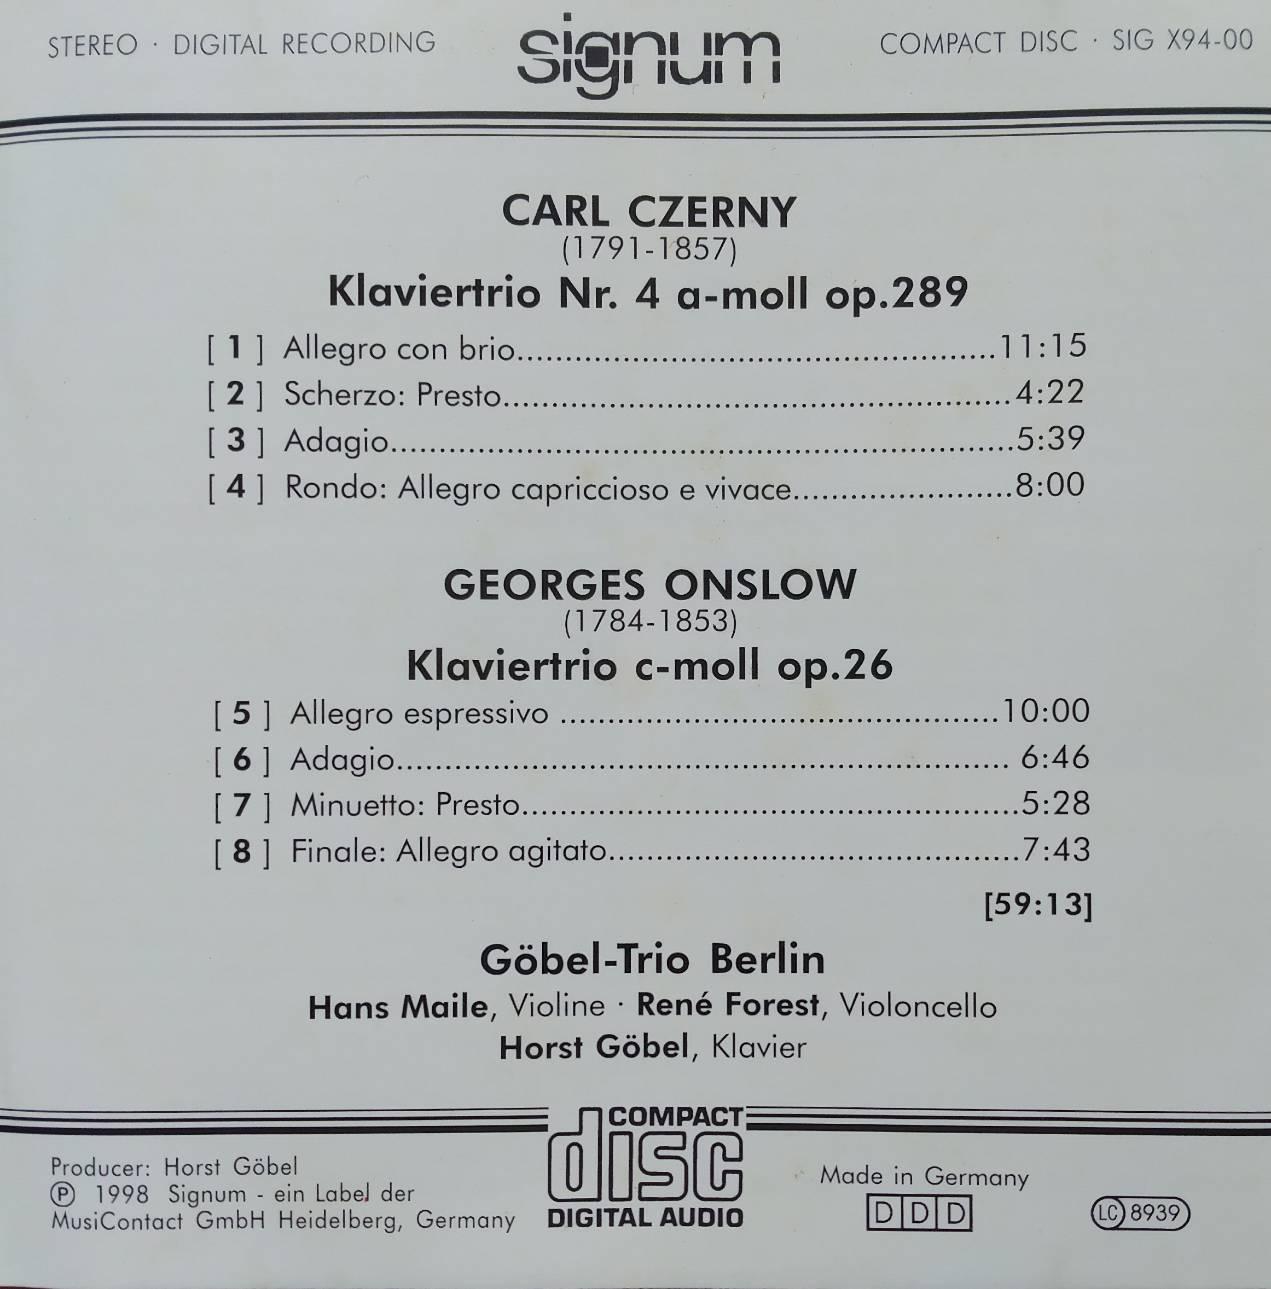 STEREO · DIGITAL RECORDING
signum
COMPACT DISC · SIG X94-00
CARL CZERNY
(1791-1857)
Klaviertrio Nr. 4 a-moll op.289
[ 1 ] Allegro con brio................................................11:15
[ 2 ] Scherzo: Presto...................................................4:22
[ 3 ] Adagio...............................................................5:39
[ 4 ] Rondo: Allegro capriccioso e vivace......................8:00
GEORGES ONSLOW
(1784-1853)
Klaviertrio c-moll op.26
[ 5 ] Allegro espressivo ............................................10:00
[ 6 ] Adagio.............................................................. 6:46
[ 7 ] Minuetto: Presto..................................................5:28
[ 8 ] Finale: Allegro agitato.........................................7:43
[59:13]
Göbel-Trio Berlin
Hans Maile, Violine · René Forest, Violoncello
Horst Göbel, Klavier
COMPACT
disc
DIGITAL AUDIO
Producer: Horst Göbel
Ⓟ 1998 Signum - ein Label der
MusiContact GmbH Heidelberg, Germany
Made in Germany
DDD
LC 8939